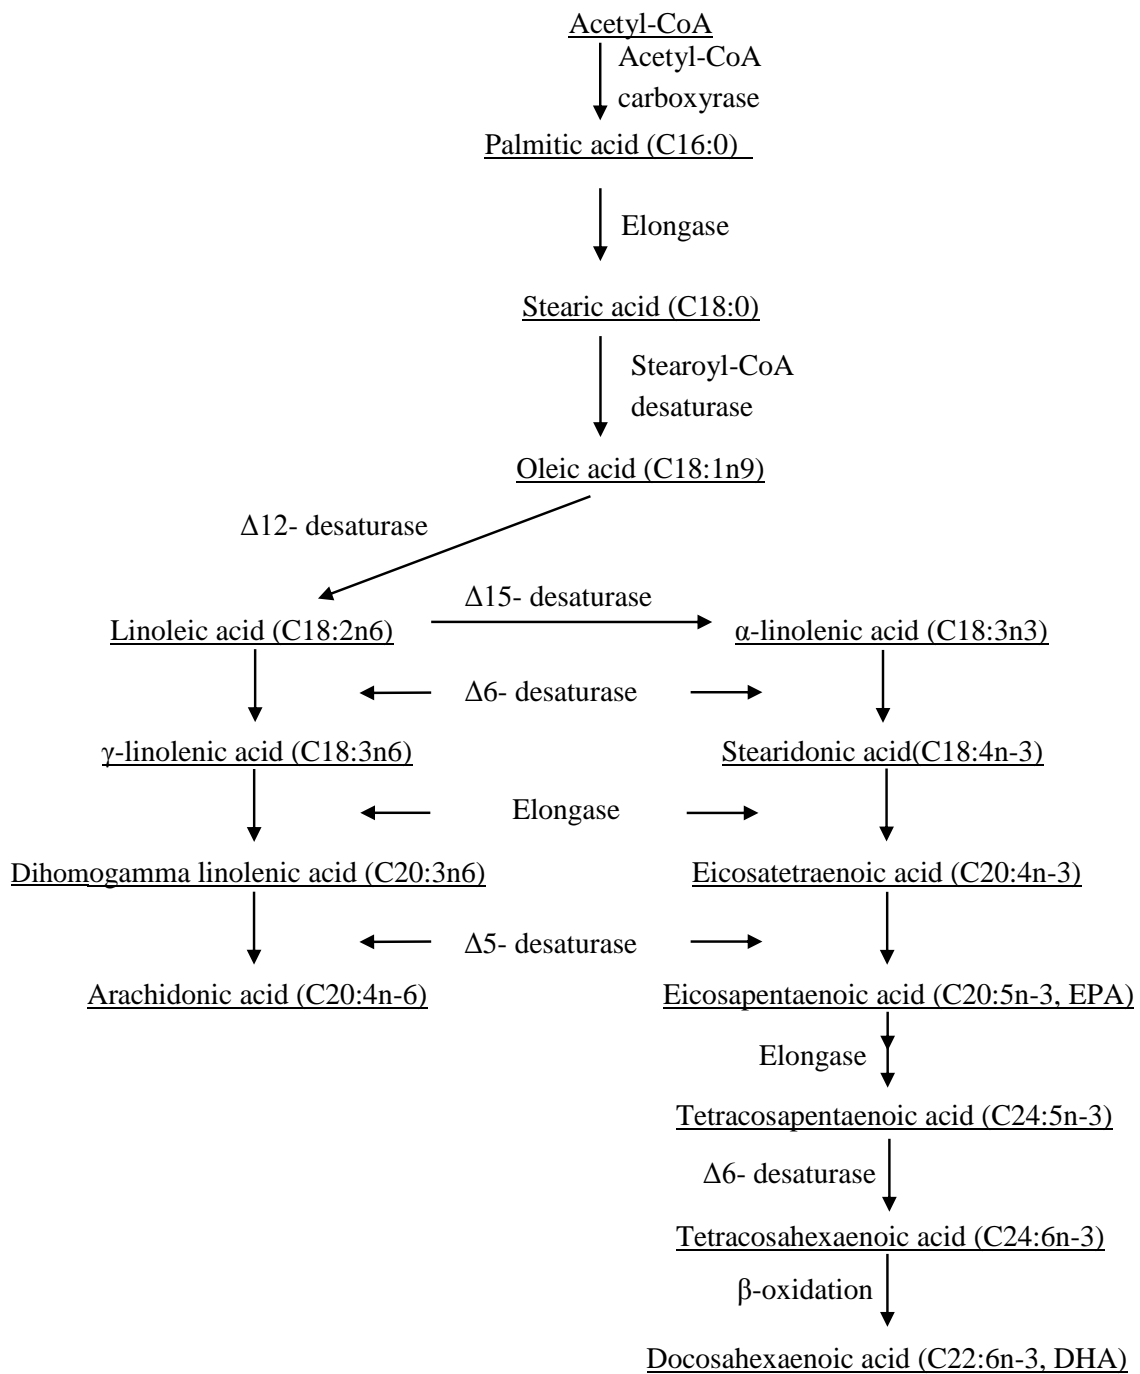 Acetyl-CoA
Acetyl-CoA
carboxyrase
Palmitic acid (C16:0)
Elongase
Stearic acid (C18:0)
Stearoyl-CoA
desaturase
Oleic acid (C18:1n9)
Δ12- desaturase
Δ15- desaturase
Linoleic acid (C18:2n6)
α-linolenic acid (C18:3n3)
Δ6- desaturase
γ-linolenic acid (C18:3n6)
Stearidonic acid(C18:4n-3)
Elongase
Dihomogamma linolenic acid (C20:3n6)
Eicosatetraenoic acid (C20:4n-3)
Δ5- desaturase
Arachidonic acid (C20:4n-6)
Eicosapentaenoic acid (C20:5n-3, EPA)
Elongase
Tetracosapentaenoic acid (C24:5n-3)
Δ6- desaturase
Tetracosahexaenoic acid (C24:6n-3)
β-oxidation
Docosahexaenoic acid (C22:6n-3, DHA)